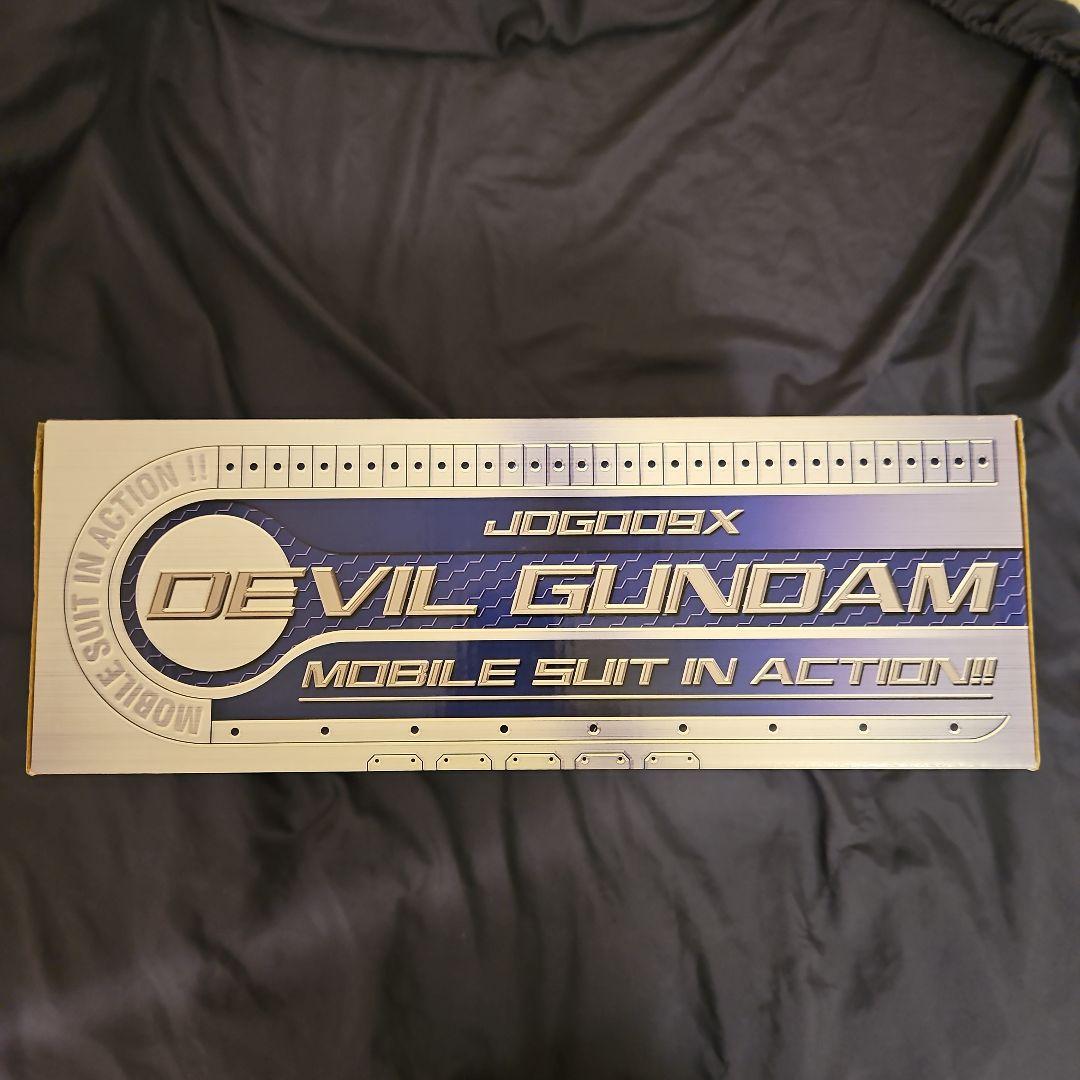 MOBILE SUIT IN ACTION !!
JDG009X
DEVIL GUNDAM
MOBILE SUIT IN ACTION!!